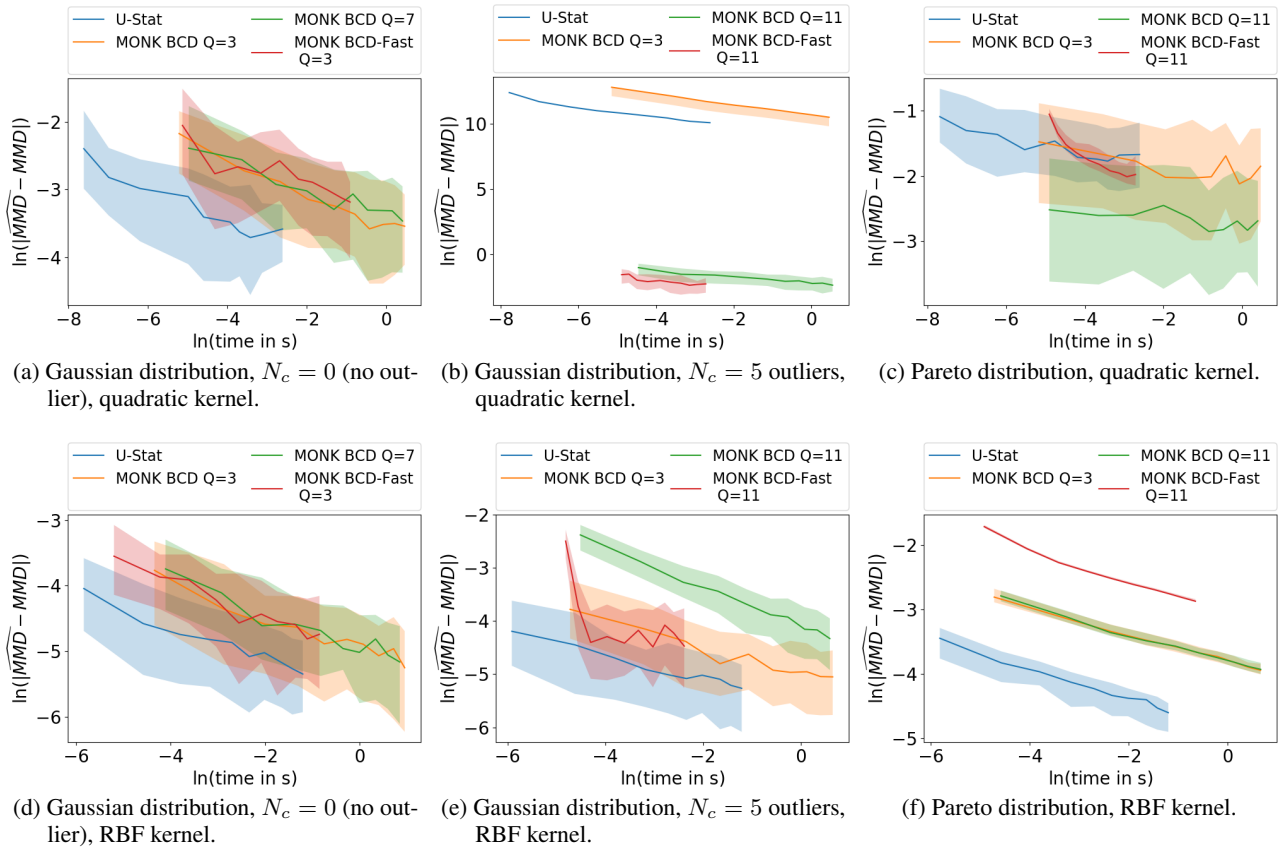 U-Stat
MONK BCD Q=3
MONK BCD Q=7
MONK BCD-Fast
Q=3
ln(|M̂M̂D − MMD|)
−2
−3
−4
−8 −6 −4 −2 0
ln(time in s)
(a) Gaussian distribution, N_c = 0 (no out-
lier), quadratic kernel.
U-Stat
MONK BCD Q=3
MONK BCD Q=11
MONK BCD-Fast
Q=11
ln(|M̂M̂D − MMD|)
10
5
0
−8 −6 −4 −2 0
ln(time in s)
(b) Gaussian distribution, N_c = 5 outliers,
quadratic kernel.
U-Stat
MONK BCD Q=3
MONK BCD Q=11
MONK BCD-Fast
Q=11
ln(|M̂M̂D − MMD|)
−1
−2
−3
−8 −6 −4 −2 0
ln(time in s)
(c) Pareto distribution, quadratic kernel.
U-Stat
MONK BCD Q=3
MONK BCD Q=7
MONK BCD-Fast
Q=3
ln(|M̂M̂D − MMD|)
−3
−4
−5
−6
−6 −4 −2 0
ln(time in s)
(d) Gaussian distribution, N_c = 0 (no out-
lier), RBF kernel.
U-Stat
MONK BCD Q=3
MONK BCD Q=11
MONK BCD-Fast
Q=11
ln(|M̂M̂D − MMD|)
−2
−3
−4
−5
−6
−6 −4 −2 0
ln(time in s)
(e) Gaussian distribution, N_c = 5 outliers,
RBF kernel.
U-Stat
MONK BCD Q=3
MONK BCD Q=11
MONK BCD-Fast
Q=11
ln(|M̂M̂D − MMD|)
−2
−3
−4
−5
−6 −4 −2 0
ln(time in s)
(f) Pareto distribution, RBF kernel.